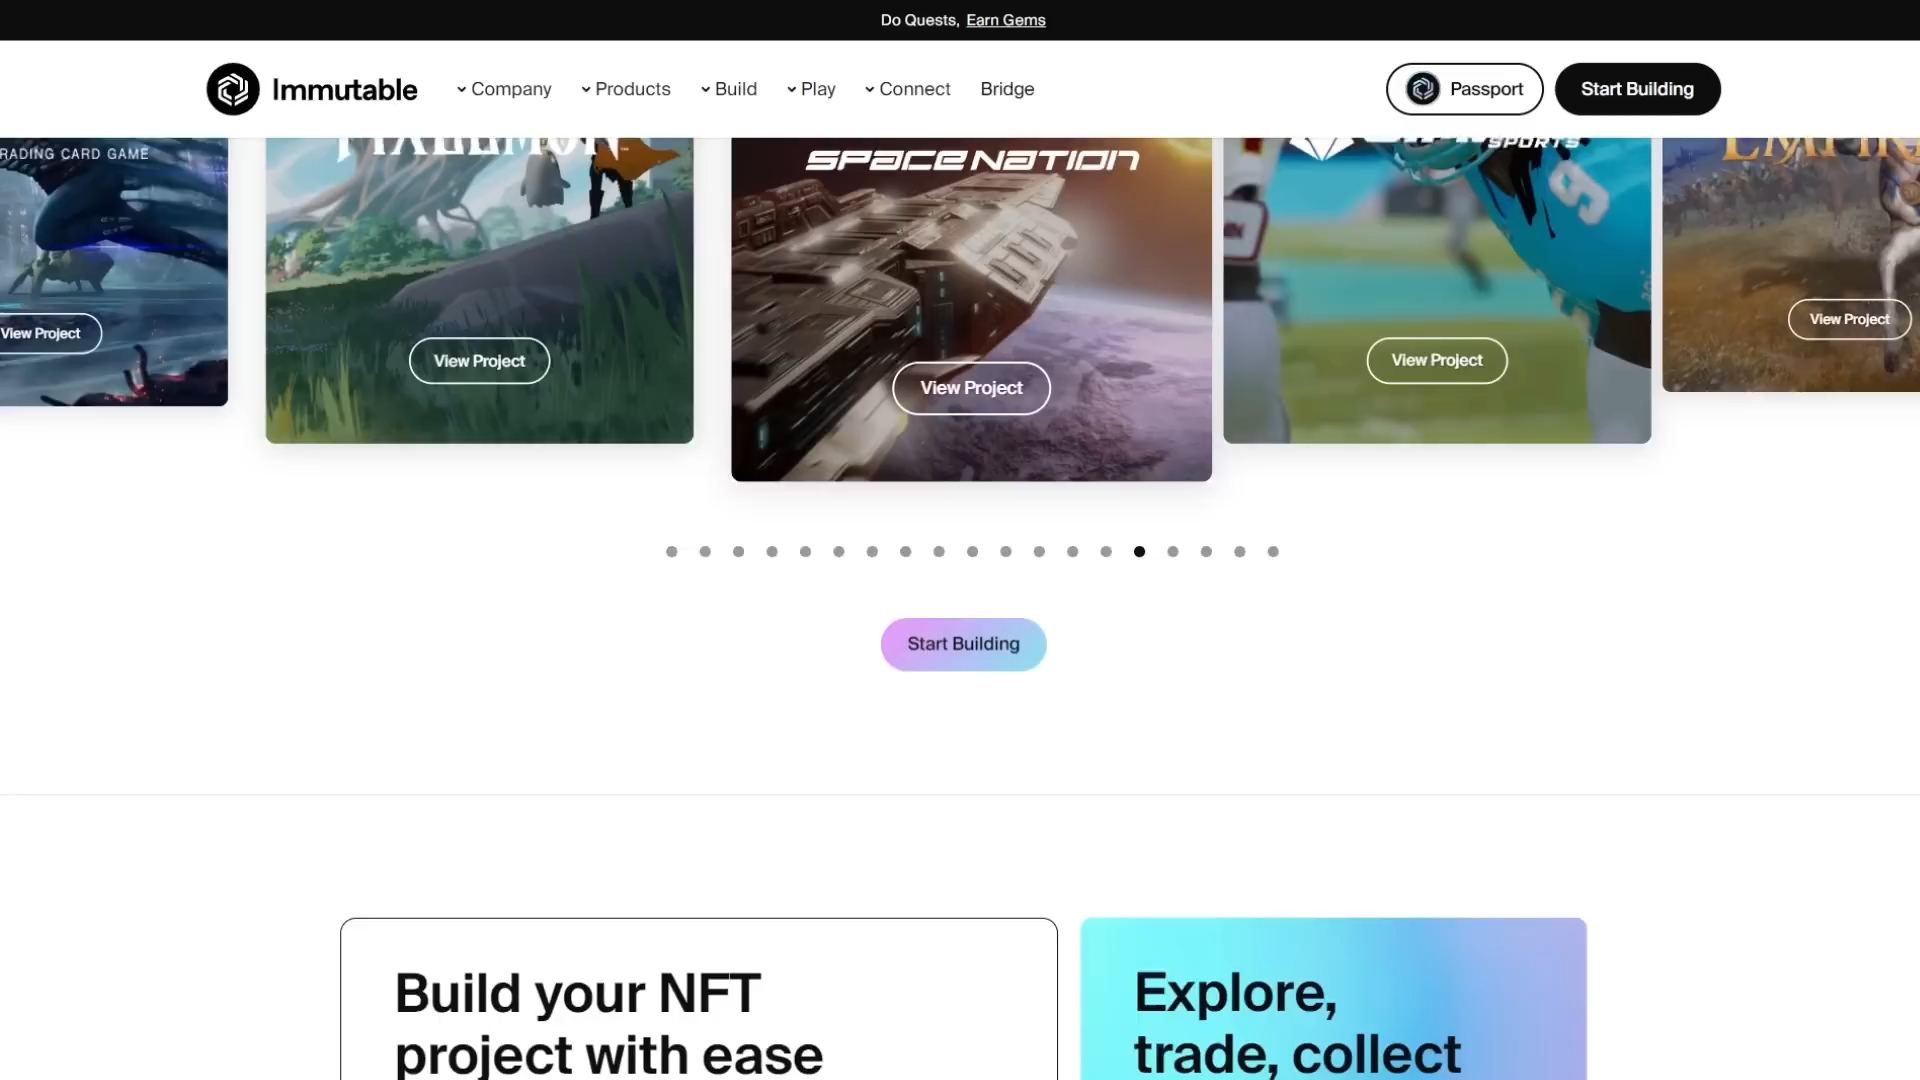 Do Quests, Earn Gems
Immutable
Company
Products
Build
Play
Connect
Bridge
Passport
Start Building
RADING CARD GAME
SPACE NATION
SPORTS
9
View Project
View Project
View Project
View Project
View Project
Start Building
Build your NFT
project with ease
Explore,
trade, collect